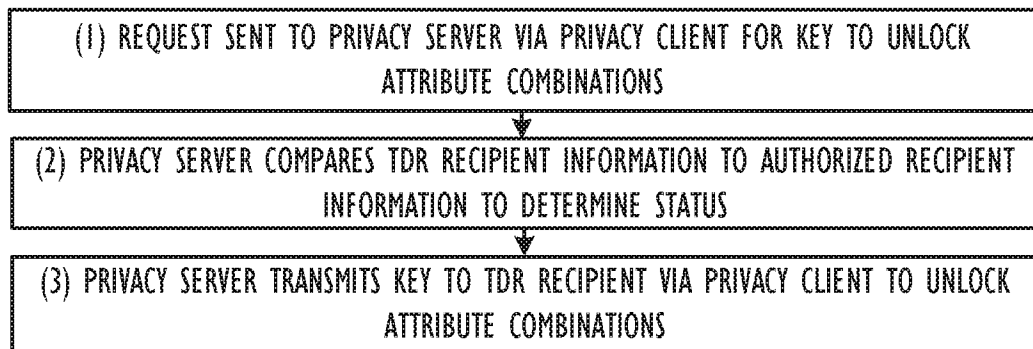 (1) REQUEST SENT TO PRIVACY SERVER VIA PRIVACY CLIENT FOR KEY TO UNLOCK
ATTRIBUTE COMBINATIONS
(2) PRIVACY SERVER COMPARES TDR RECIPIENT INFORMATION TO AUTHORIZED RECIPIENT
INFORMATION TO DETERMINE STATUS
(3) PRIVACY SERVER TRANSMITS KEY TO TDR RECIPIENT VIA PRIVACY CLIENT TO UNLOCK
ATTRIBUTE COMBINATIONS